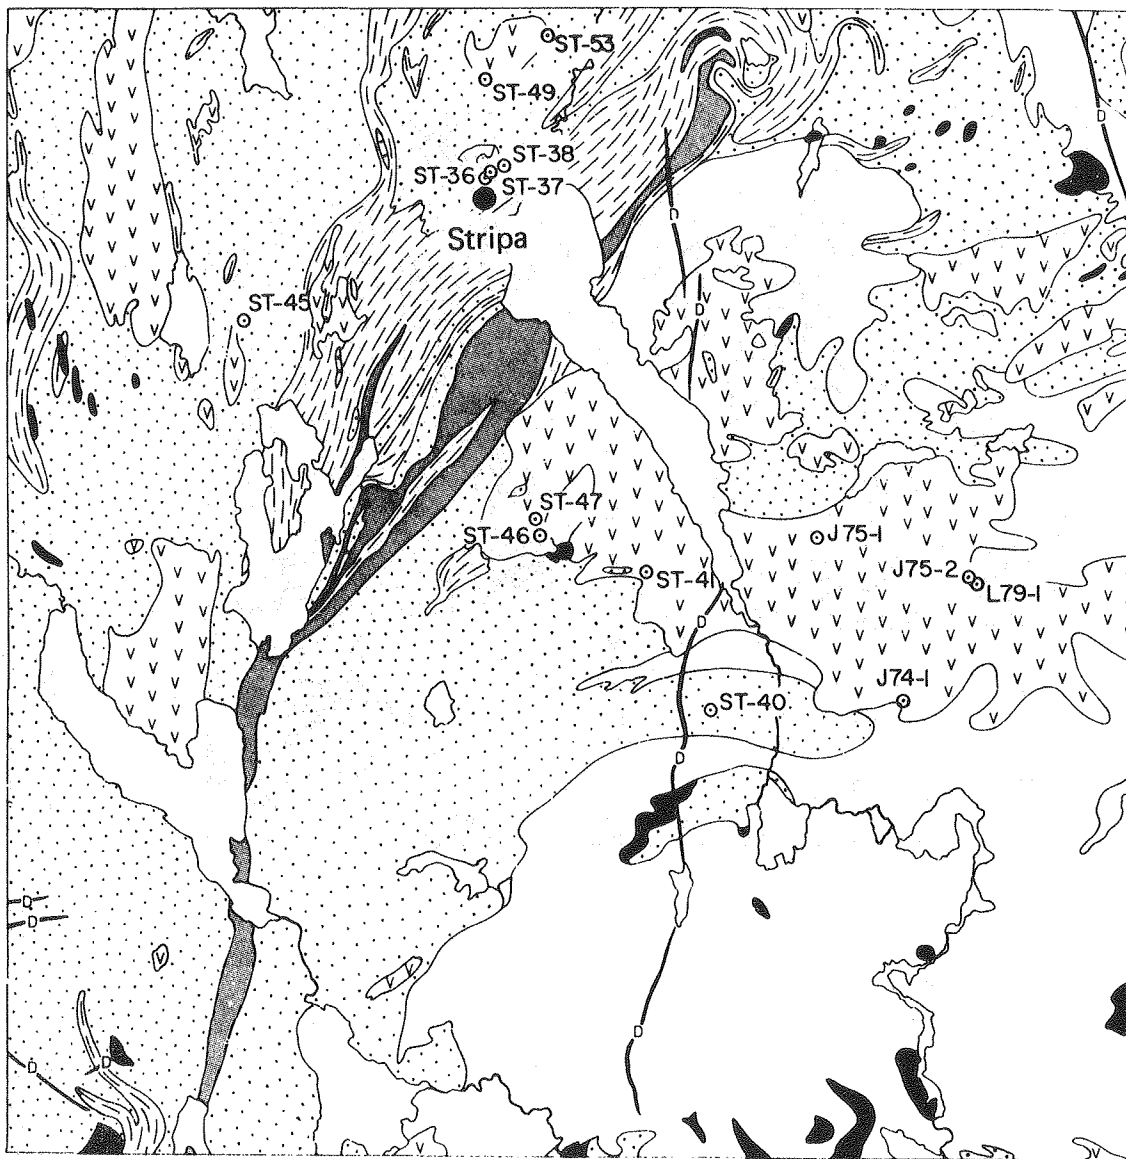 ST-53
ST-49
ST-38
ST-36
ST-37
Stripa
D
D
D
ST-45
ST-47
ST-46
J75-1
J75-2
ST-41
L79-1
D
J74-1
ST-40
D
D
D
D
D
D